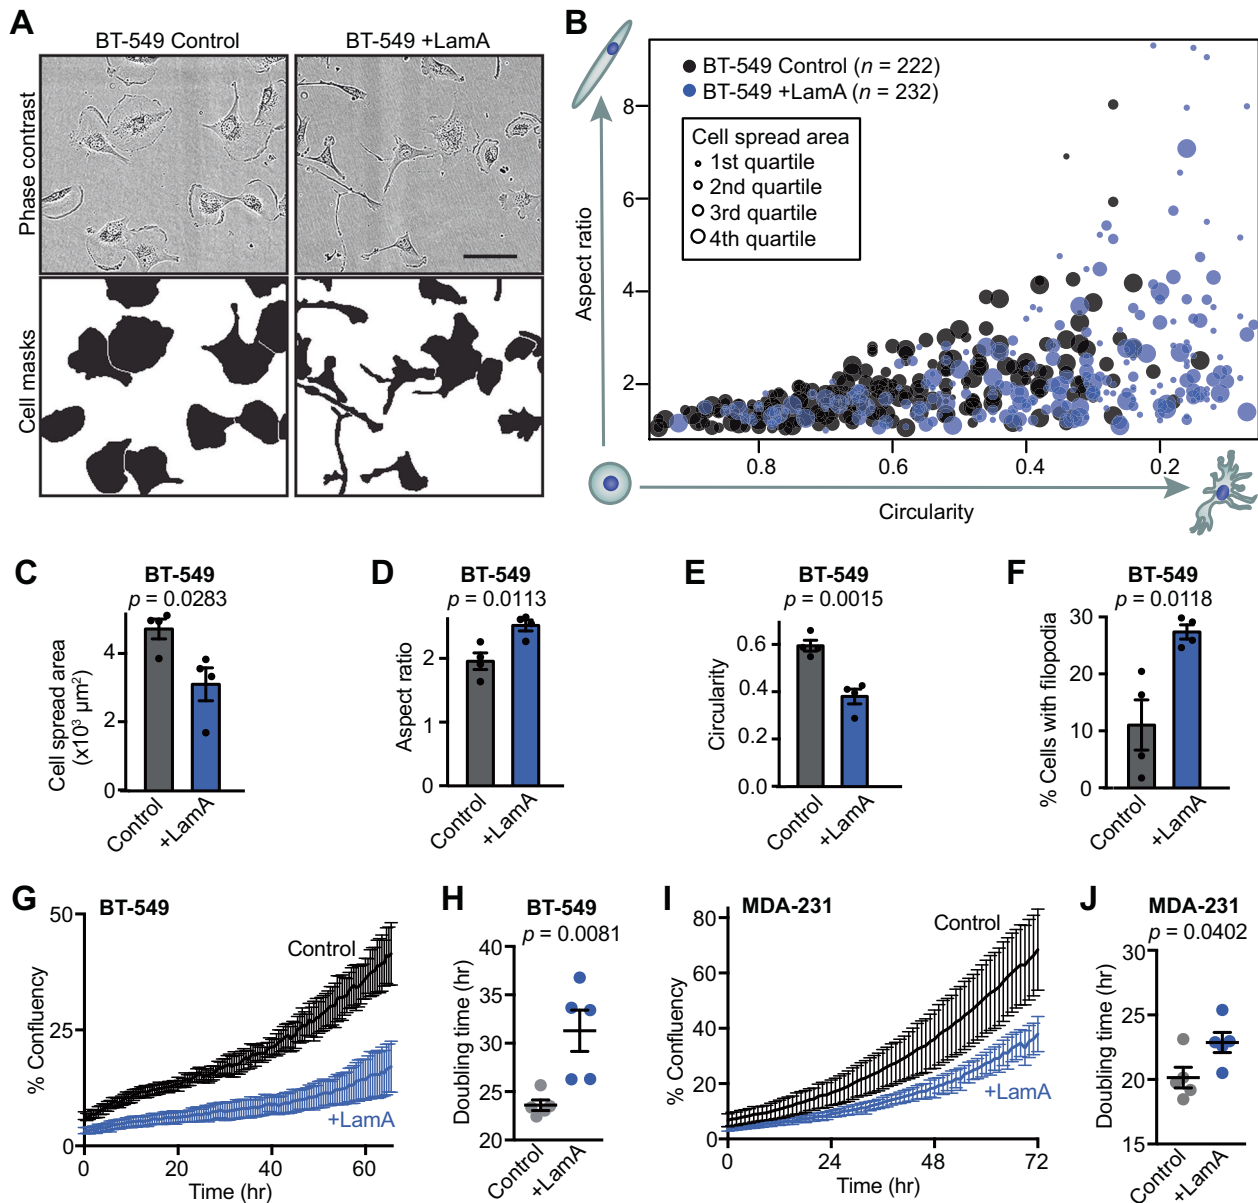 A
BT-549 Control
BT-549 +LamA
Phase contrast
Cell masks
B
BT-549 Control (n = 222)
BT-549 +LamA (n = 232)
Cell spread area
1st quartile
2nd quartile
3rd quartile
4th quartile
Aspect ratio
8
6
4
2
0.8
0.6
0.4
0.2
Circularity
C
BT-549
p = 0.0283
Cell spread area
(x10³ µm²)
4
2
0
Control
+LamA
D
BT-549
p = 0.0113
Aspect ratio
2
1
0
Control
+LamA
E
BT-549
p = 0.0015
Circularity
0.6
0.4
0.2
0.0
Control
+LamA
F
BT-549
p = 0.0118
% Cells with filopodia
30
20
10
0
Control
+LamA
G
BT-549
% Confluency
50
25
0
Control
+LamA
0
20
40
60
Time (hr)
H
BT-549
p = 0.0081
Doubling time (hr)
40
35
30
25
20
Control
+LamA
I
MDA-231
% Confluency
80
60
40
20
0
Control
+LamA
0
24
48
72
Time (hr)
J
MDA-231
p = 0.0402
Doubling time (hr)
30
25
20
15
Control
+LamA